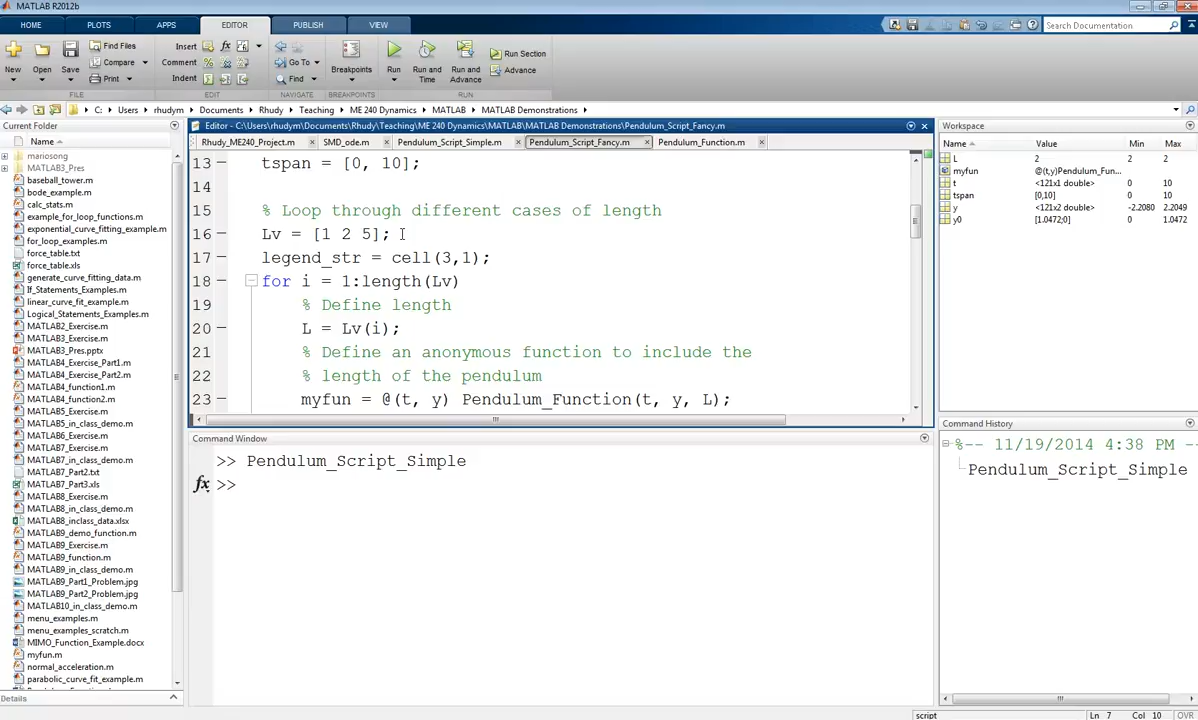 MATLAB R2012b
HOME PLOTS APPS EDITOR PUBLISH VIEW
Search Documentation
New Open Save Find Files Compare Print
Insert Comment Indent
Go To Find
Breakpoints Run Run and Time Run and Advance Run Section Advance
FILE EDIT NAVIGATE BREAKPOINTS RUN
C: Users rhudym Documents Rhudy Teaching ME 240 Dynamics MATLAB MATLAB Demonstrations
Current Folder
Name
mariosong
MATLAB3_Pres
baseball_tower.m
bode_example.m
calc_stats.m
example_for_loop_functions.m
exponential_curve_fitting_example.m
for_loop_examples.m
force_table.txt
force_table.xls
generate_curve_fitting_data.m
If_Statements_Examples.m
linear_curve_fit_example.m
Logical_Statements_Examples.m
MATLAB2_Exercise.m
MATLAB3_Exercise.m
MATLAB3_Pres.pptx
MATLAB4_Exercise_Part1.m
MATLAB4_Exercise_Part2.m
MATLAB4_function1.m
MATLAB4_function2.m
MATLAB5_Exercise.m
MATLAB5_in_class_demo.m
MATLAB6_Exercise.m
MATLAB7_Exercise.m
MATLAB7_in_class_demo.m
MATLAB7_Part2.txt
MATLAB7_Part3.xls
MATLAB8_Exercise.m
MATLAB8_in_class_demo.m
MATLAB8_inclass_data.xlsx
MATLAB9_demo_function.m
MATLAB9_Exercise.m
MATLAB9_function.m
MATLAB9_in_class_demo.m
MATLAB9_Part1_Problem.jpg
MATLAB9_Part2_Problem.jpg
MATLAB10_in_class_demo.m
menu_examples.m
menu_examples_scratch.m
MIMO_Function_Example.docx
myfun.m
normal_acceleration.m
parabolic_curve_fit_example.m
Details
Editor - C:\Users\rhudym\Documents\Rhudy\Teaching\ME 240 Dynamics\MATLAB\MATLAB Demonstrations\Pendulum_Script_Fancy.m
Rhudy_ME240_Project.m SMD_ode.m Pendulum_Script_Simple.m Pendulum_Script_Fancy.m Pendulum_Function.m
13 – tspan = [0, 10];
14
15 % Loop through different cases of length
16 – Lv = [1 2 5];
17 – legend_str = cell(3,1);
18 – for i = 1:length(Lv)
19 % Define length
20 – L = Lv(i);
21 % Define an anonymous function to include the
22 % length of the pendulum
23 – myfun = @(t, y) Pendulum_Function(t, y, L);
Command Window
>> Pendulum_Script_Simple
fx >>
Workspace
Name Value Min Max
L 2 2 2
myfun @(t,y)Pendulum_Fun...
t <121x1 double> 0 10
tspan [0,10] 0 10
y <121x2 double> -2.2080 2.2049
y0 [1.0472;0] 0 1.0472
Command History
%-- 11/19/2014 4:38 PM --
Pendulum_Script_Simple
script Ln 7 Col 10 OVR